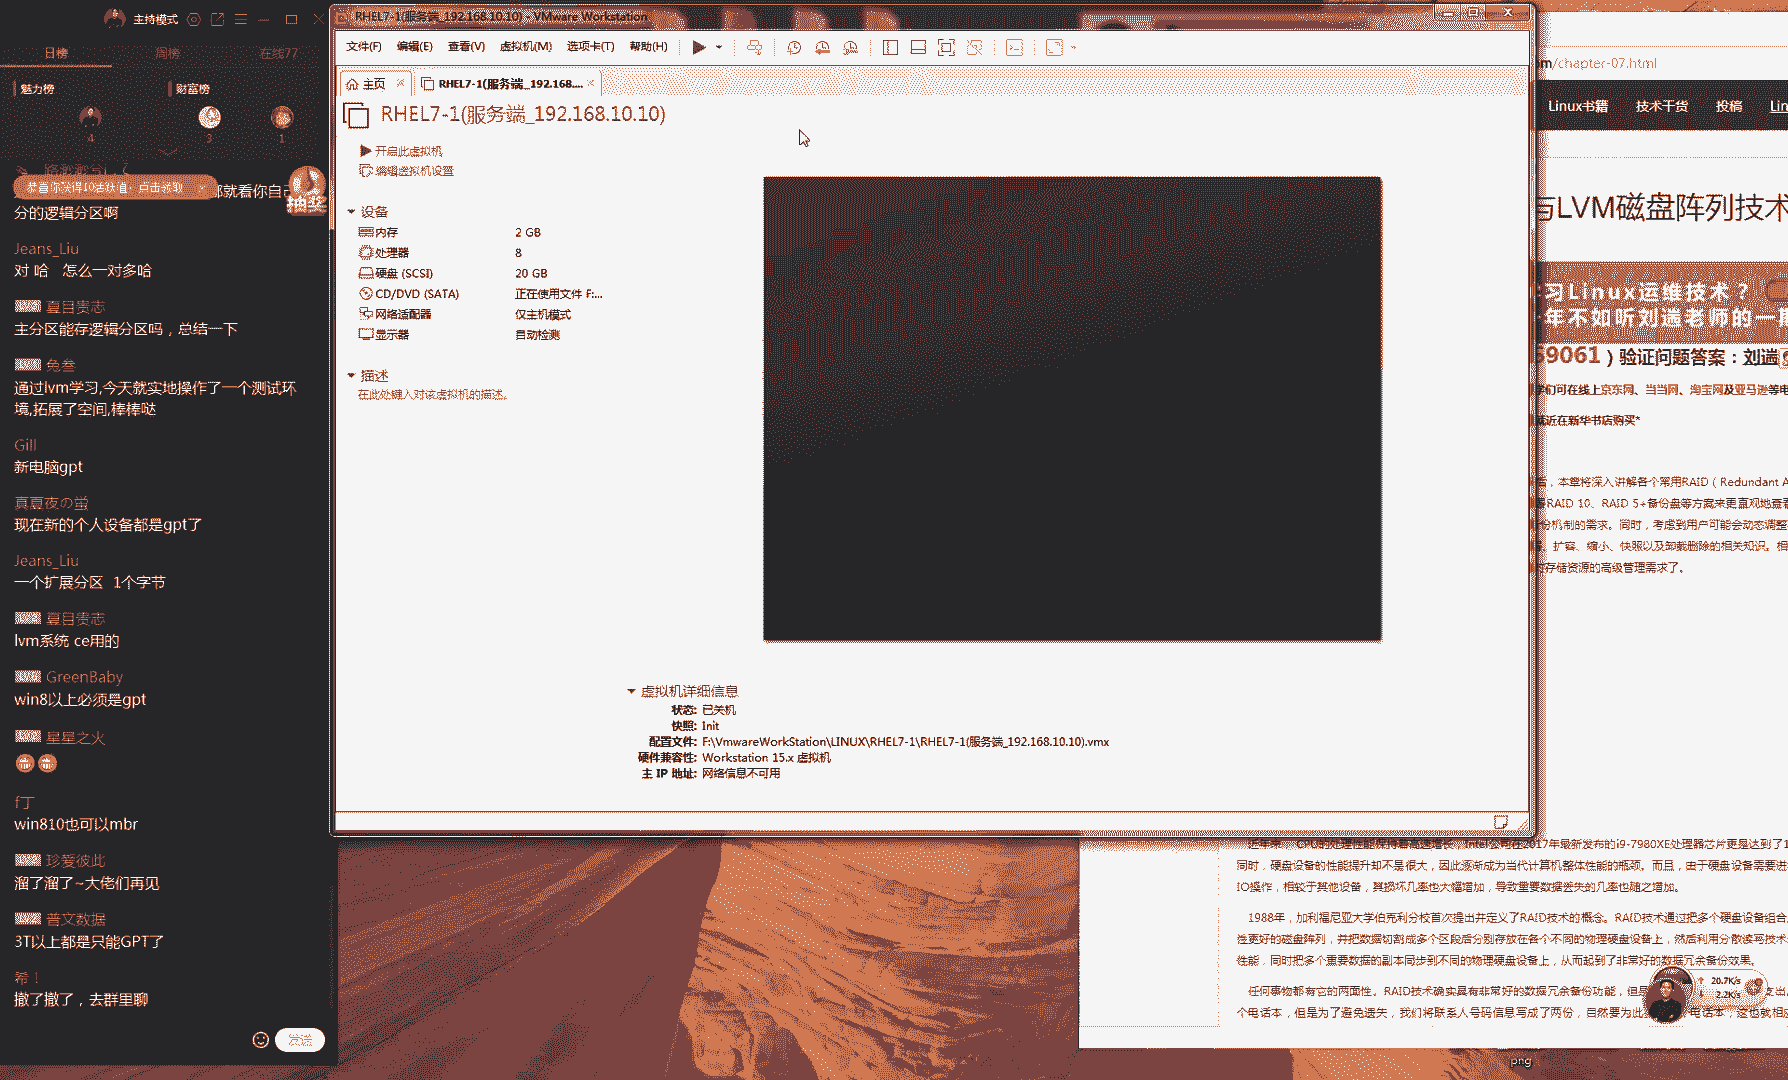 主持模式
日榜
周榜
在线77
魅力榜
财富榜
4
3
1
恭喜你获得10活跃值，点击领取
都就看你自己
抽奖
分的逻辑分区啊
Jeans_Liu
对 哈 怎么一对多哈
夏目贵志
主分区能存逻辑分区吗，总结一下
兔叁
通过lvm学习,今天就实地操作了一个测试环
境,拓展了空间,棒棒哒
Gill
新电脑gpt
真夏夜の萤
现在新的个人设备都是gpt了
Jeans_Liu
一个扩展分区 1个字节
夏目贵志
lvm系统 ce用的
GreenBaby
win8以上必须是gpt
星星之火
f丁
win810也可以mbr
珍爱彼此
溜了溜了~大佬们再见
普文数据
3T以上都是只能GPT了
希！
撤了撤了，去群里聊
发送
RHEL7-1(服务端_192.168.10.10) - VMware Workstation
文件(F) 编辑(E) 查看(V) 虚拟机(M) 选项卡(T) 帮助(H)
主页
RHEL7-1(服务端_192.168....
RHEL7-1(服务端_192.168.10.10)
开启此虚拟机
编辑虚拟机设置
设备
内存 2 GB
处理器 8
硬盘 (SCSI) 20 GB
CD/DVD (SATA) 正在使用文件 F:...
网络适配器 仅主机模式
显示器 自动检测
描述
在此处键入对该虚拟机的描述。
虚拟机详细信息
状态: 已关机
快照: Init
配置文件: F:\VmwareWorkStation\LINUX\RHEL7-1\RHEL7-1(服务端_192.168.10.10).vmx
硬件兼容性: Workstation 15.x 虚拟机
主 IP 地址: 网络信息不可用
om/chapter-07.html
Linux书籍 技术干货 投稿 Lin
与LVM磁盘阵列技术
习Linux运维技术？
年不如听刘遄老师的一
59061）验证问题答案：刘遄
们可在线上京东网、当当网、淘宝网及亚马逊等电
就近在新华书店购买*
，本章将深入讲解各个常用RAID（Redundant A
RAID 10、RAID 5+备份盘等方案来更直观地查看
份机制的需求。同时，考虑到用户可能会动态调整
、扩容、缩小、快照以及卸载删除的相关知识。相
存储资源的高级管理需求了。
近年来，CPU的处理性能保持着高速增长，Intel公司在2017年最新发布的i9-7980XE处理器芯片更是达到了1
同时，硬盘设备的性能提升却不是很大，因此逐渐成为当代计算机整体性能的瓶颈。而且，由于硬盘设备需要进
IO操作，相较于其他设备，其损坏几率也大幅增加，导致重要数据丢失的几率也随之增加。
1988年，加利福尼亚大学伯克利分校首次提出并定义了RAID技术的概念。RAID技术通过把多个硬盘设备组合
性更好的磁盘阵列，并把数据切割成多个区段后分别存放在各个不同的物理硬盘设备上，然后利用分散读写技术
性能，同时把多个重要数据的副本同步到不同的物理硬盘设备上，从而起到了非常好的数据冗余备份效果。
任何事物都有它的两面性。RAID技术确实具有非常好的数据冗余备份功能，但是
个电话本，但是为了避免遗失，我们将联系人号码信息写成了两份，自然要为此
电话本，这也就相
20.7K/s
2.2K/s
png